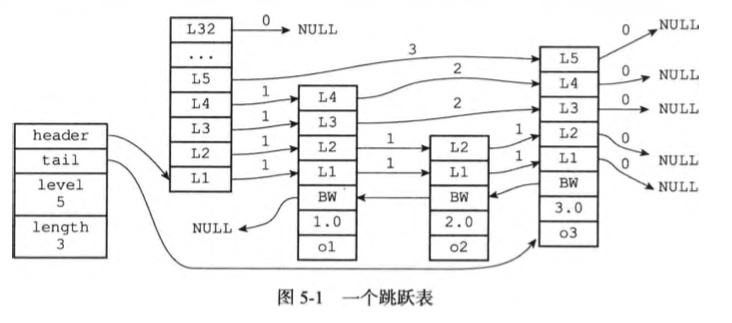 L32
0
NULL
...
L5
3
L4
1
L3
1
L2
1
L1
1
header
tail
level
5
length
3
NULL
L4
2
L3
2
L2
1
L1
1
BW
1.0
o1
L2
1
L1
1
BW
2.0
o2
L5
0
NULL
L4
0
NULL
L3
0
NULL
L2
0
NULL
L1
0
NULL
BW
3.0
o3
图 5-1 一个跳跃表